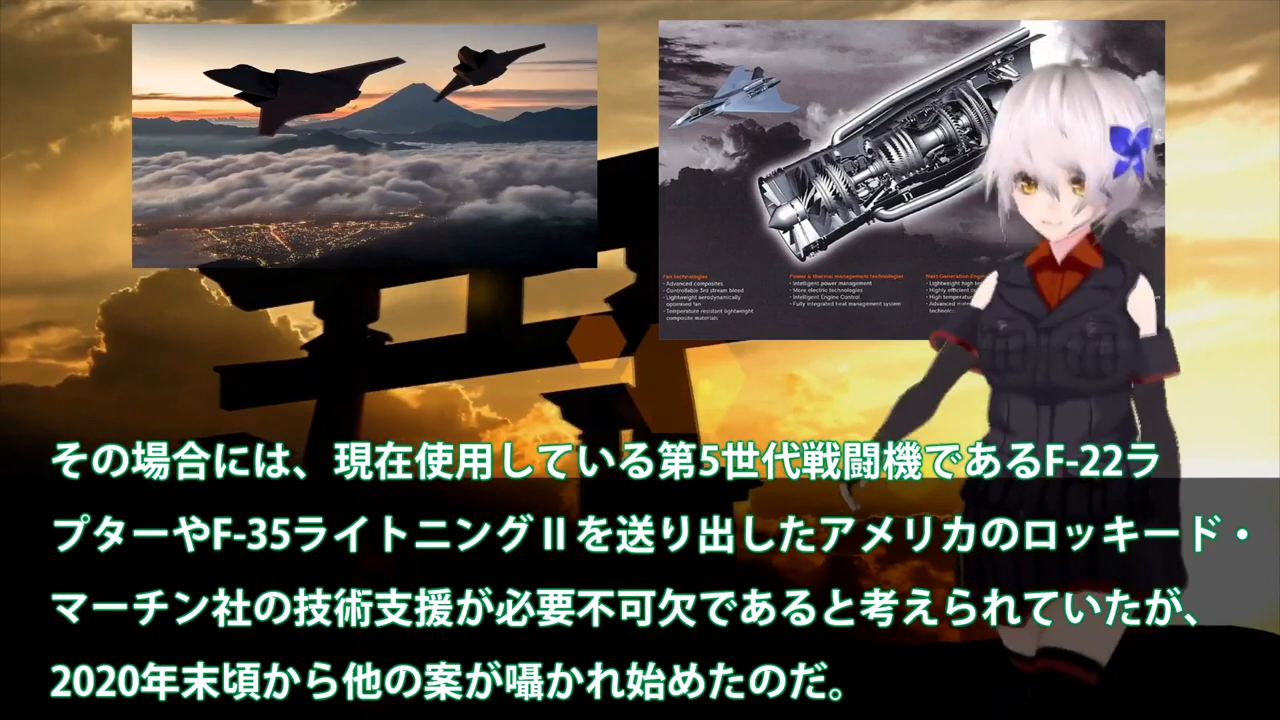 Fan technologies
- Advanced composites
- Controllable 3rd stream bleed
- Lightweight aerodynamically
optimised fan
- Temperature resistant lightweight
composite materials
Power & thermal management technologies
- Intelligent power management
- More electric technologies
- Intelligent Engine Control
- Fully integrated heat management system
Next Generation
- Lightweight high
- Highly efficient
- High
- Advanced
その場合には、現在使用している第5世代戦闘機であるF-22ラ
プターやF-35ライトニングⅡを送り出したアメリカのロッキード・
マーチン社の技術支援が必要不可欠であると考えられていたが、
2020年末頃から他の案が囁かれ始めたのだ。